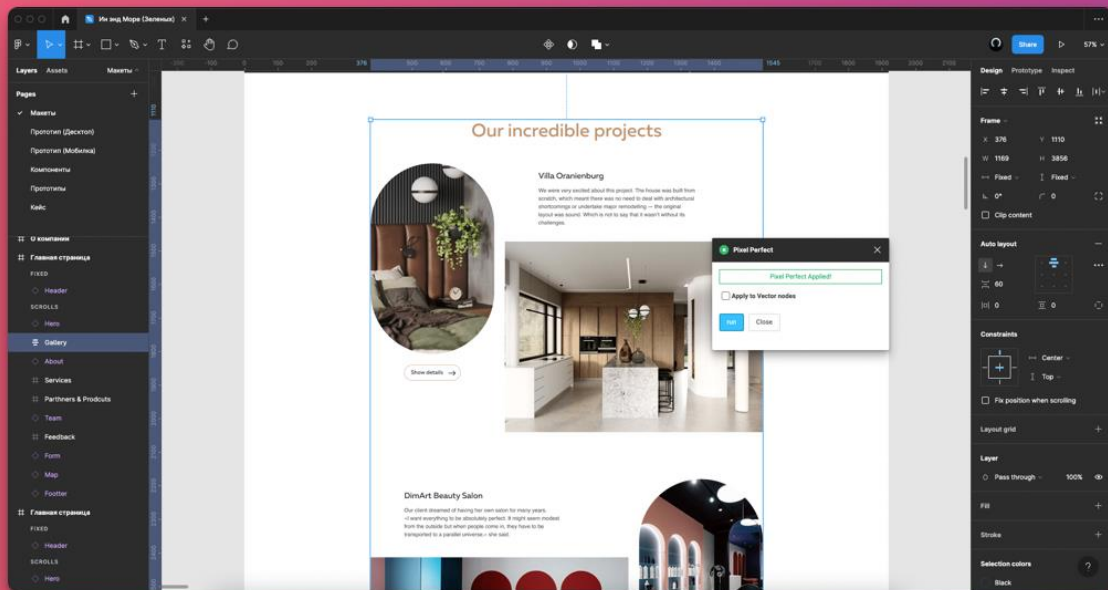 Ин энд Море (Зеленых)
Share
57%
Layers
Assets
Макеты
Pages
Макеты
Прототип (Десктоп)
Прототип (Мобилка)
Компоненты
Прототипы
Кейс
О компании
Главная страница
FIXED
Header
SCROLLS
Hero
Gallery
About
Services
Parthners & Prodcuts
Team
Feedback
Form
Map
Footter
Главная страница
FIXED
Header
SCROLLS
Hero
376
1545
1110
Our incredible projects
Villa Oranienburg
We were very excited about this project. The house was built from
scratch, which meant there was no need to deal with architectural
shortcomings or undertake major remodelling — the original
layout was sound. Which is not to say that it wasn't without its
challenges.
Show details
Pixel Perfect
Pixel Perfect Applied!
Apply to Vector nodes
Close
DimArt Beauty Salon
Our client dreamed of having her own salon for many years.
«I want everything to be absolutely perfect. It might seem modest
from the outside but when people come in, they have to be
transported to a parallel universe,» she said.
Design
Prototype
Inspect
Frame
X 376
Y 1110
W 1169
H 3856
Fixed
Fixed
0°
0
Clip content
Auto layout
60
0
0
Constraints
Center
Top
Fix position when scrolling
Layout grid
Layer
Pass through
100%
Fill
Stroke
Selection colors
Black
?